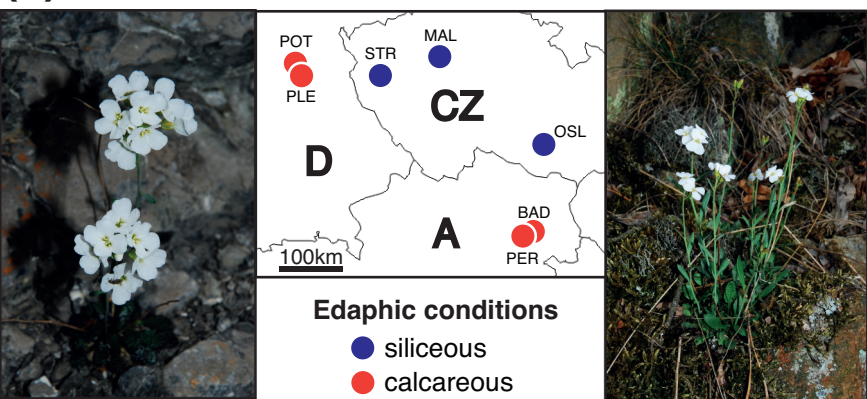 POT
MAL
STR
PLE
CZ
OSL
D
BAD
A
PER
100km
Edaphic conditions
siliceous
calcareous